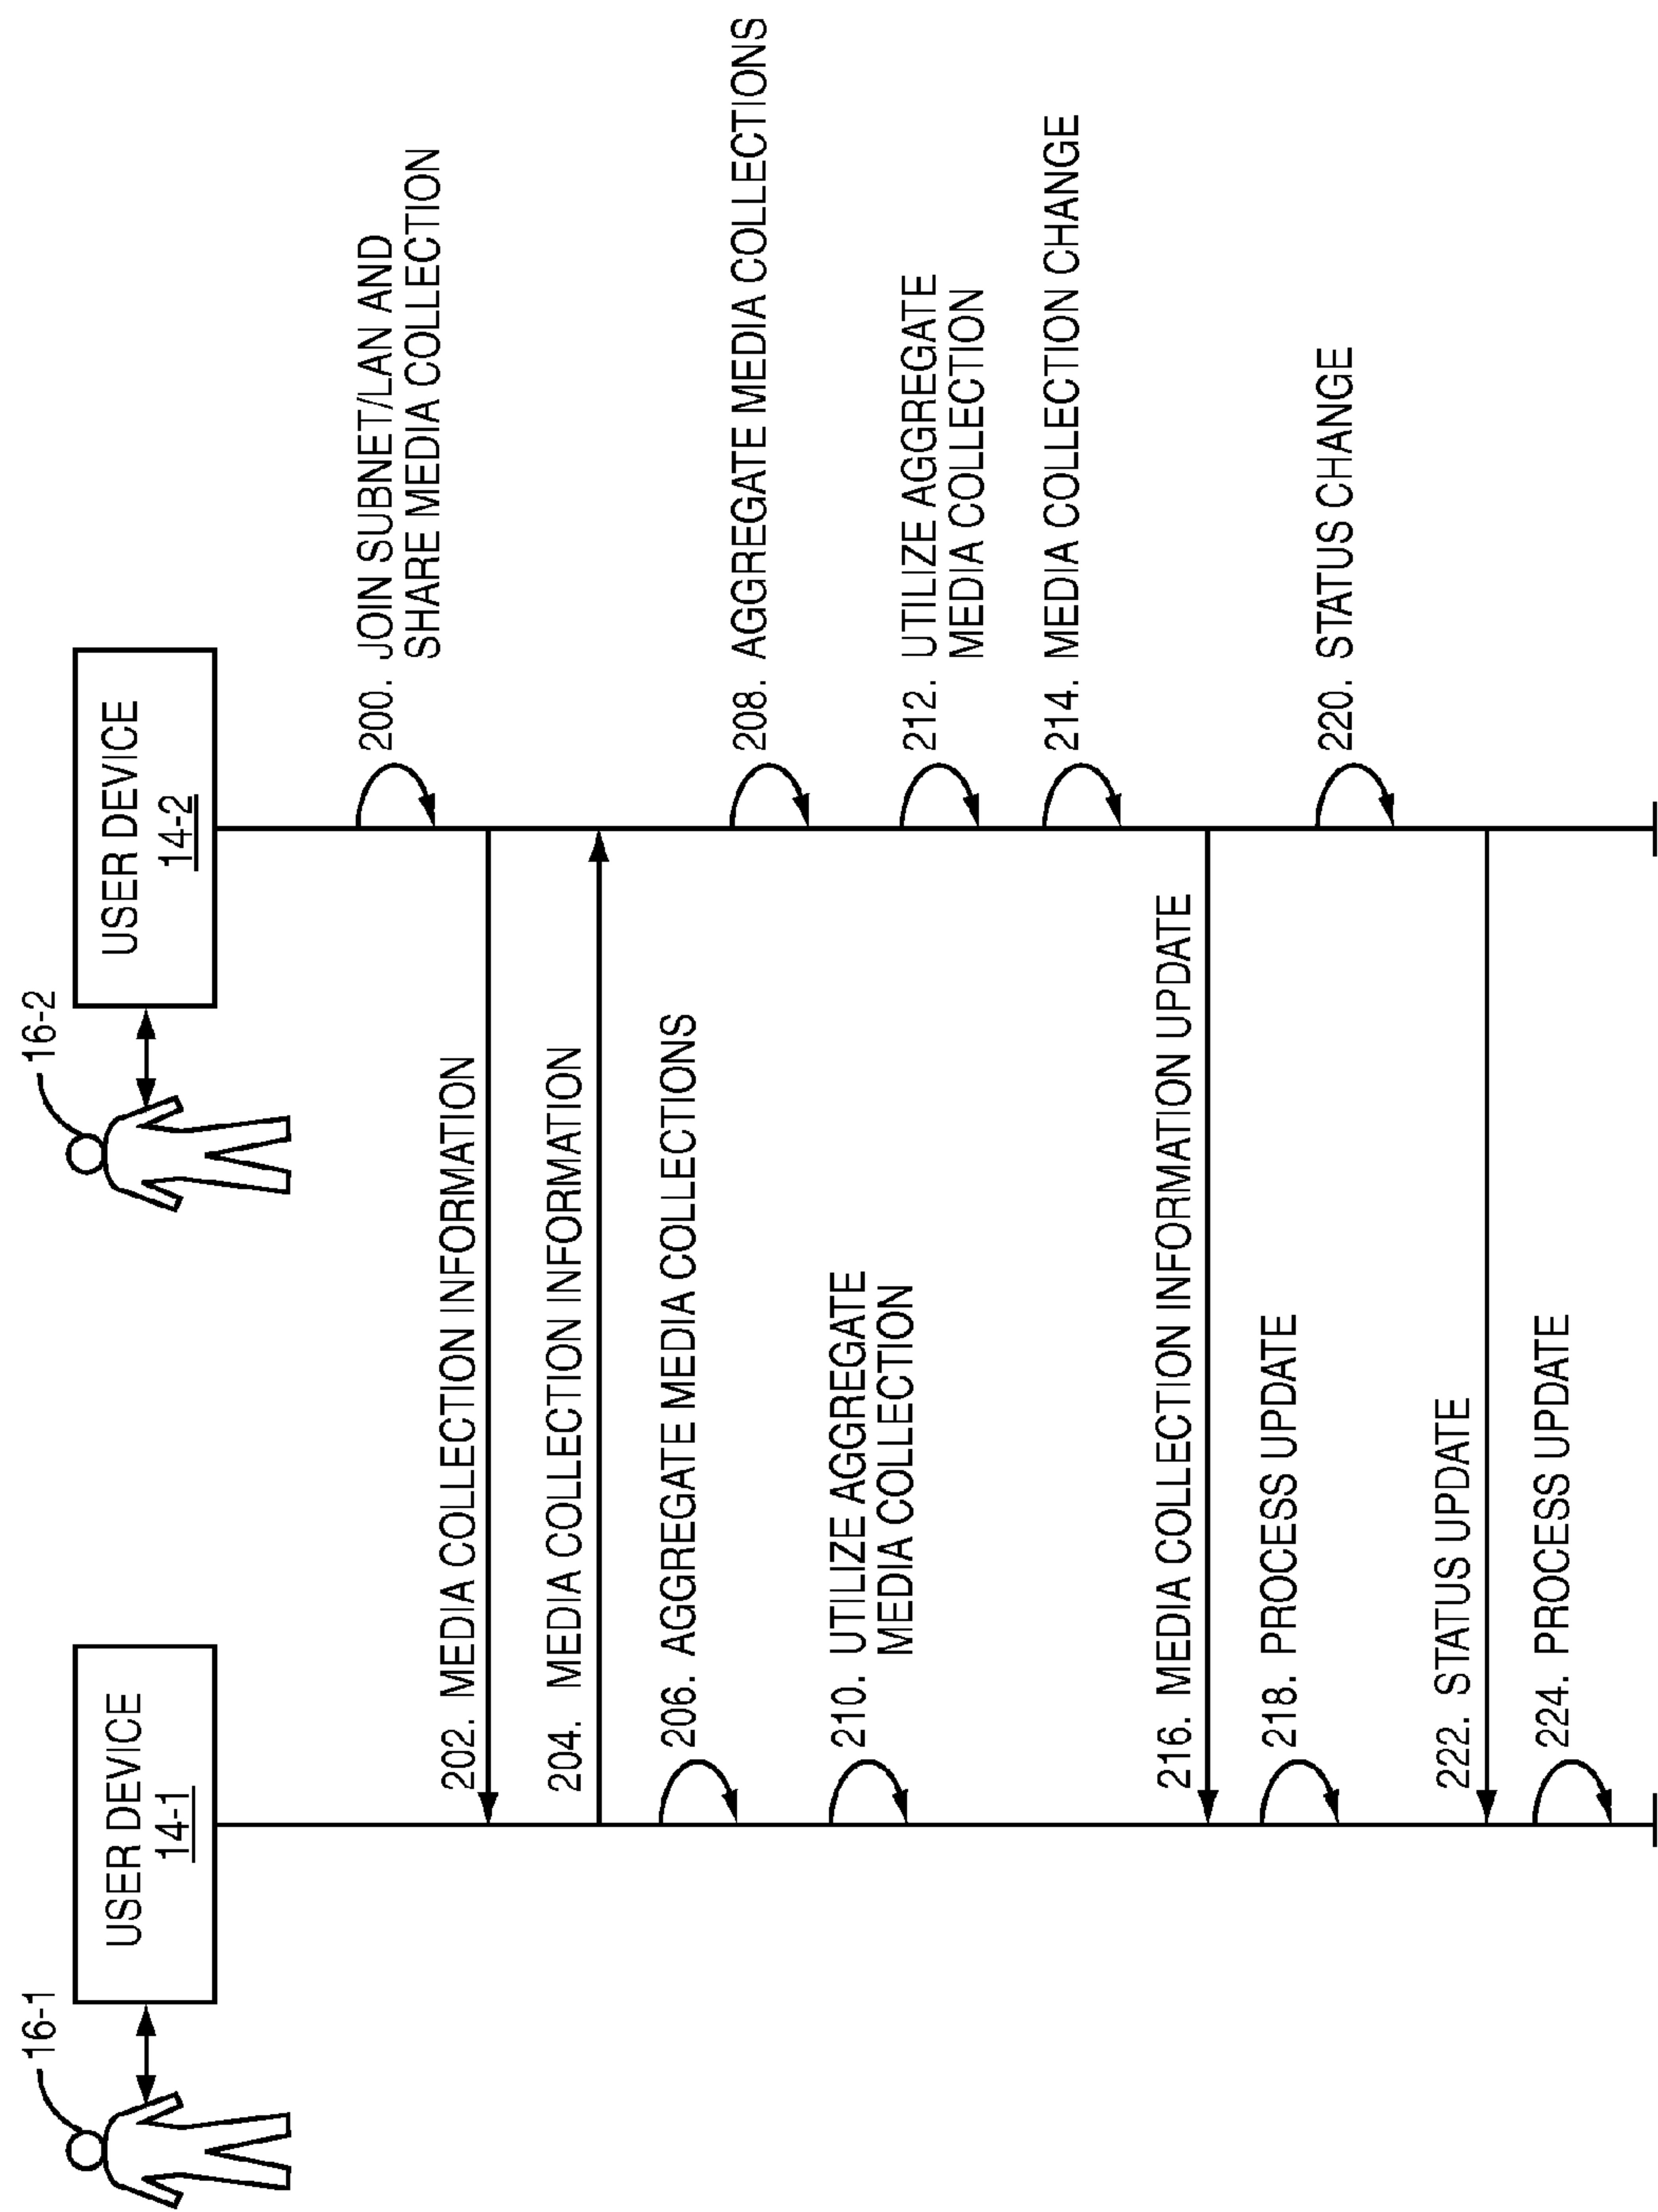 16-1
16-2
USER DEVICE
14-1
USER DEVICE
14-2
200. JOIN SUBNET/LAN AND
SHARE MEDIA COLLECTION
202. MEDIA COLLECTION INFORMATION
204. MEDIA COLLECTION INFORMATION
206. AGGREGATE MEDIA COLLECTIONS
208. AGGREGATE MEDIA COLLECTIONS
210. UTILIZE AGGREGATE
MEDIA COLLECTION
212. UTILIZE AGGREGATE
MEDIA COLLECTION
214. MEDIA COLLECTION CHANGE
216. MEDIA COLLECTION INFORMATION UPDATE
218. PROCESS UPDATE
220. STATUS CHANGE
222. STATUS UPDATE
224. PROCESS UPDATE